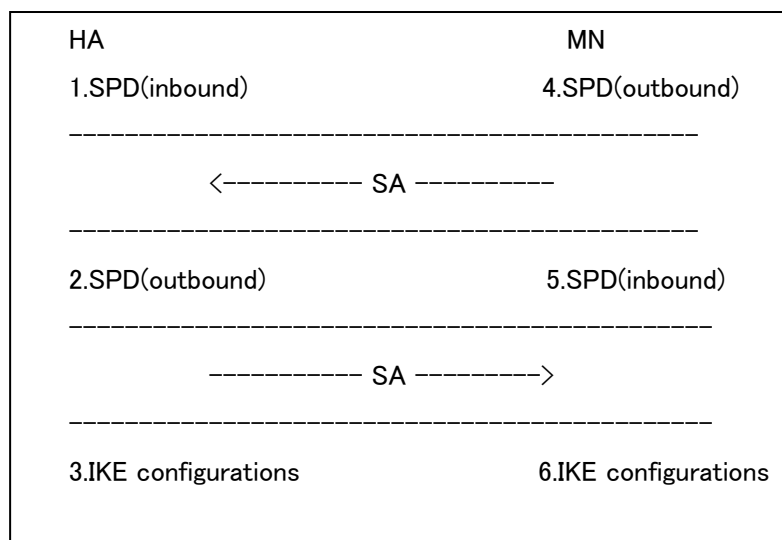 HA MN
1.SPD(inbound) 4.SPD(outbound)
---------------------------------------------
<---------- SA ----------
---------------------------------------------
2.SPD(outbound) 5.SPD(inbound)
----------------------------------------------
----------- SA --------->
----------------------------------------------
3.IKE configurations 6.IKE configurations